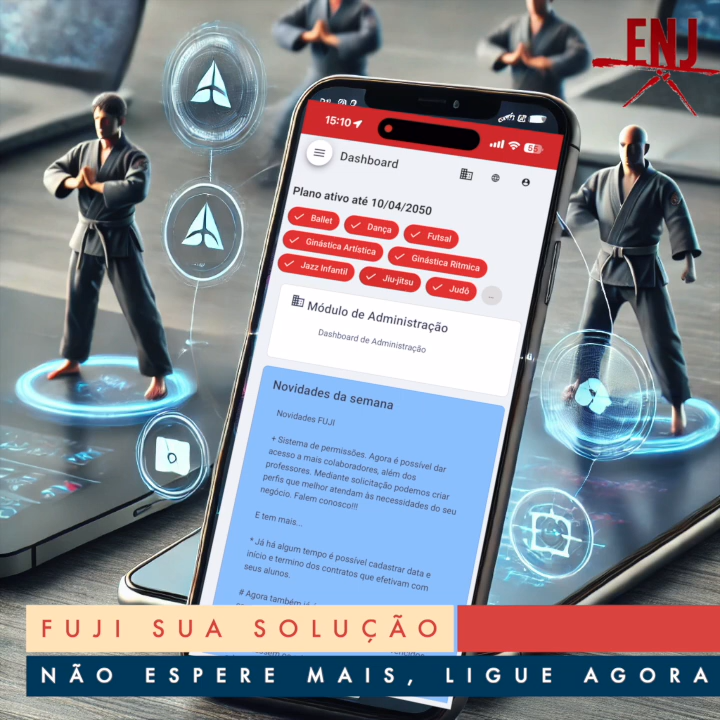 ENJ
15:10
66
Dashboard
Plano ativo até 10/04/2050
Ballet
Dança
Futsal
Ginástica Artística
Ginástica Rítmica
Jazz Infantil
Jiu-jitsu
Judô
...
Módulo de Administração
Dashboard de Administração
Novidades da semana
Novidades FUJI
+ Sistema de permissões. Agora é possível dar
acesso a mais colaboradores, além dos
professores. Mediante solicitação podemos criar
perfis que melhor atendam às necessidades do seu
negócio. Falem conosco!!!
E tem mais...
* Já há algum tempo é possível cadastrar data e
início e termino dos contratos que efetivam com
seus alunos.
# Agora também
FUJI SUA SOLUÇÃO
NÃO ESPERE MAIS, LIGUE AGORA